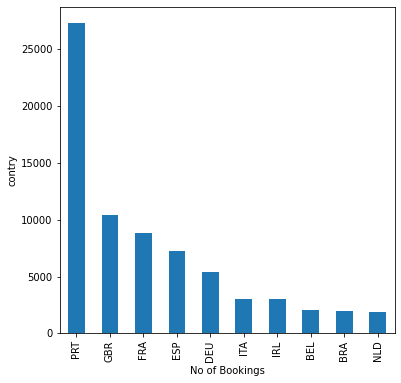 25000
20000
15000
10000
5000
0
contry
PRT
GBR
FRA
ESP
DEU
ITA
IRL
BEL
BRA
NLD
No of Bookings